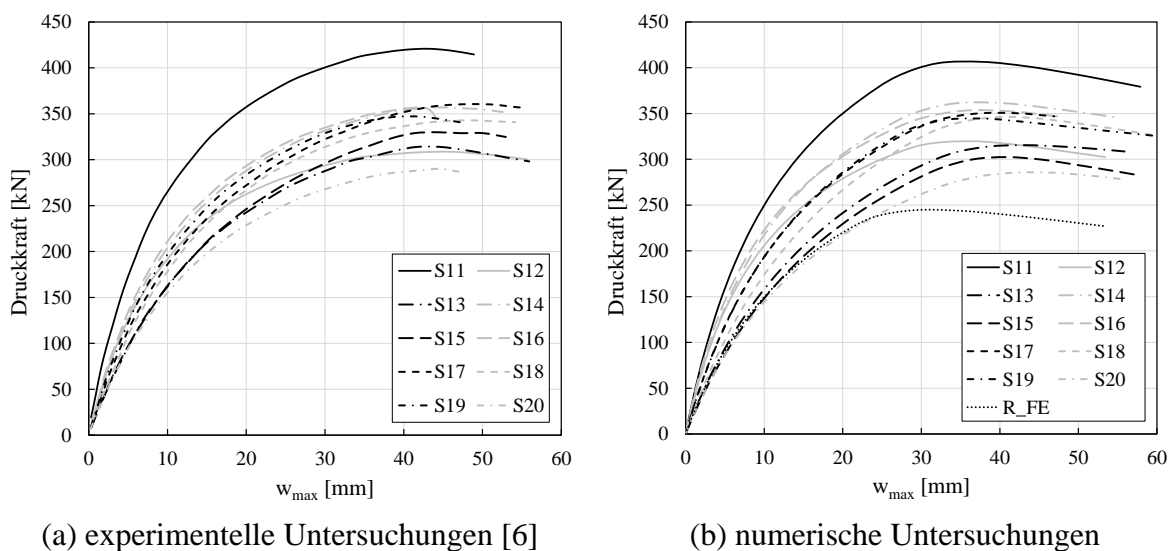 Druckkraft [kN]
450
400
350
300
250
200
150
100
50
0
0 10 20 30 40 50 60
w_max [mm]
S11 S12
S13 S14
S15 S16
S17 S18
S19 S20
(a) experimentelle Untersuchungen [6]
Druckkraft [kN]
450
400
350
300
250
200
150
100
50
0
0 10 20 30 40 50 60
w_max [mm]
S11 S12
S13 S14
S15 S16
S17 S18
S19 S20
R_FE
(b) numerische Untersuchungen